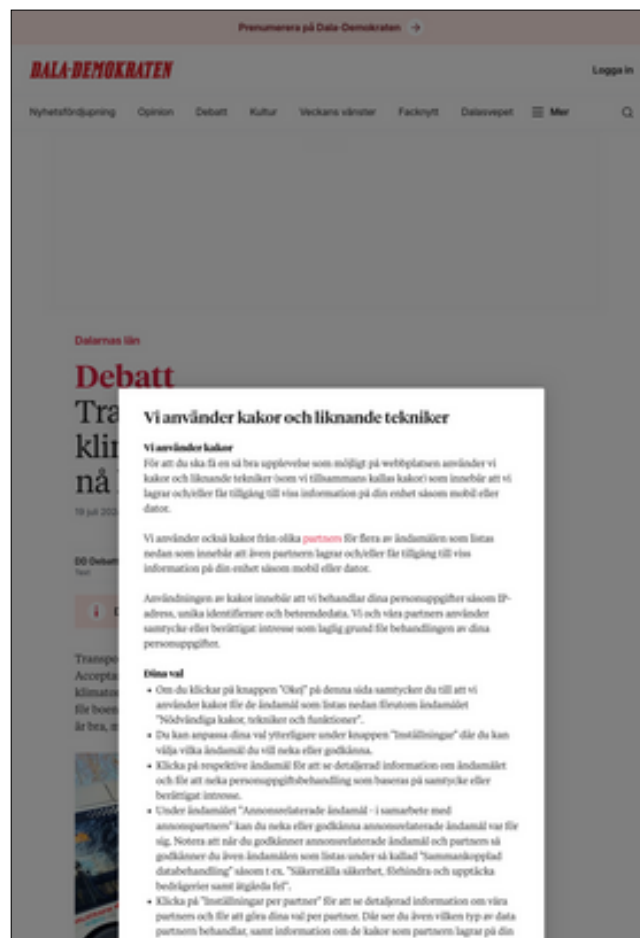 Prenumerera på Dala-Demokraten
DALA-DEMOKRATEN
Logga in
Nyhetsfördjupning Opinion Debatt Kultur Veckans vänster Facknytt Dalasvepet Mer
Dalarnas län
Debatt
Tra
klin
nå
19 juli 202
DD Debatt
Text
Vi använder kakor och liknande tekniker
Vi använder kakor
För att du ska få en så bra upplevelse som möjligt på webbplatsen använder vi
kakor och liknande tekniker (som vi tillsammans kallas kakor) som innebär att vi
lagrar och/eller får tillgång till viss information på din enhet såsom mobil eller
dator.
Vi använder också kakor från olika partners för flera av ändamålen som listas
nedan som innebär att även partnern lagrar och/eller får tillgång till viss
information på din enhet såsom mobil eller dator.
Användningen av kakor innebär att vi behandlar dina personuppgifter såsom IP-
adress, unika identifierare och beteendedata. Vi och våra partners använder
samtycke eller berättigat intresse som laglig grund för behandlingen av dina
personuppgifter.
Transpo
Accepta
klimato
för boen
är bra, m
Dina val
• Om du klickar på knappen "Okej" på denna sida samtycker du till att vi
använder kakor för de ändamål som listas nedan förutom ändamålet
"Nödvändiga kakor, tekniker och funktioner".
• Du kan anpassa dina val ytterligare under knappen "Inställningar" där du kan
välja vilka ändamål du vill neka eller godkänna.
• Klicka på respektive ändamål för att se detaljerad information om ändamålet
och för att neka personuppgiftsbehandling som baseras på samtycke eller
berättigat intresse.
• Under ändamålet "Annonsrelaterade ändamål - i samarbete med
annonspartners" kan du neka eller godkänna annonsrelaterade ändamål var för
sig. Notera att när du godkänner annonsrelaterade ändamål och partners så
godkänner du även ändamålen som listas under så kallad "Sammankopplad
databehandling" såsom t ex. "Säkerställa säkerhet, förhindra och upptäcka
bedrägerier samt åtgärda fel".
• Klicka på "Inställningar per partner" för att se detaljerad information om våra
partners och för att göra dina val per partner. Där ser du även vilken typ av data
partnern behandlar, samt information om de kakor som partnern lagrar på din